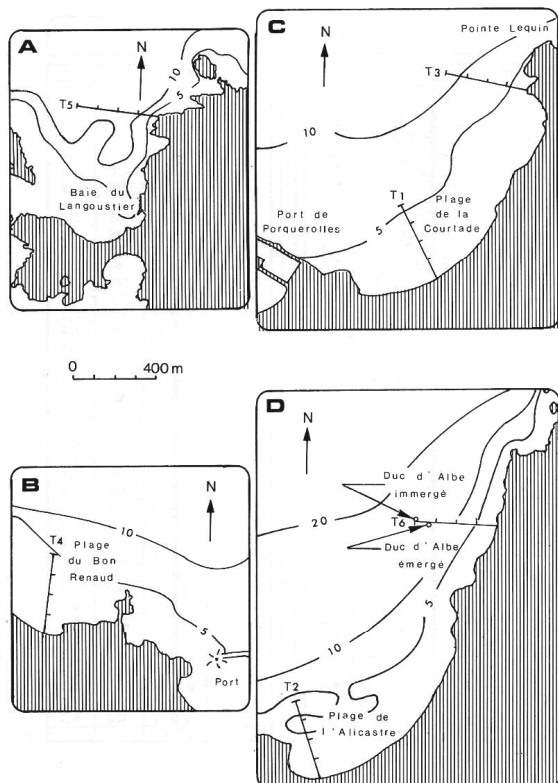 A
N
10
5
T5
Baie du
Langoustier
C
N
Pointe Lequin
T3
10
T1
Plage
de la
Courtade
Port de
Porquerolles
5
0 400 m
B
N
10
T4
Plage
du Bon
Renaud
5
Port
D
N
Duc d'Albe
immergé
20
T6
Duc d'Albe
émergé
5
10
T2
Plage de
l'Alicastre